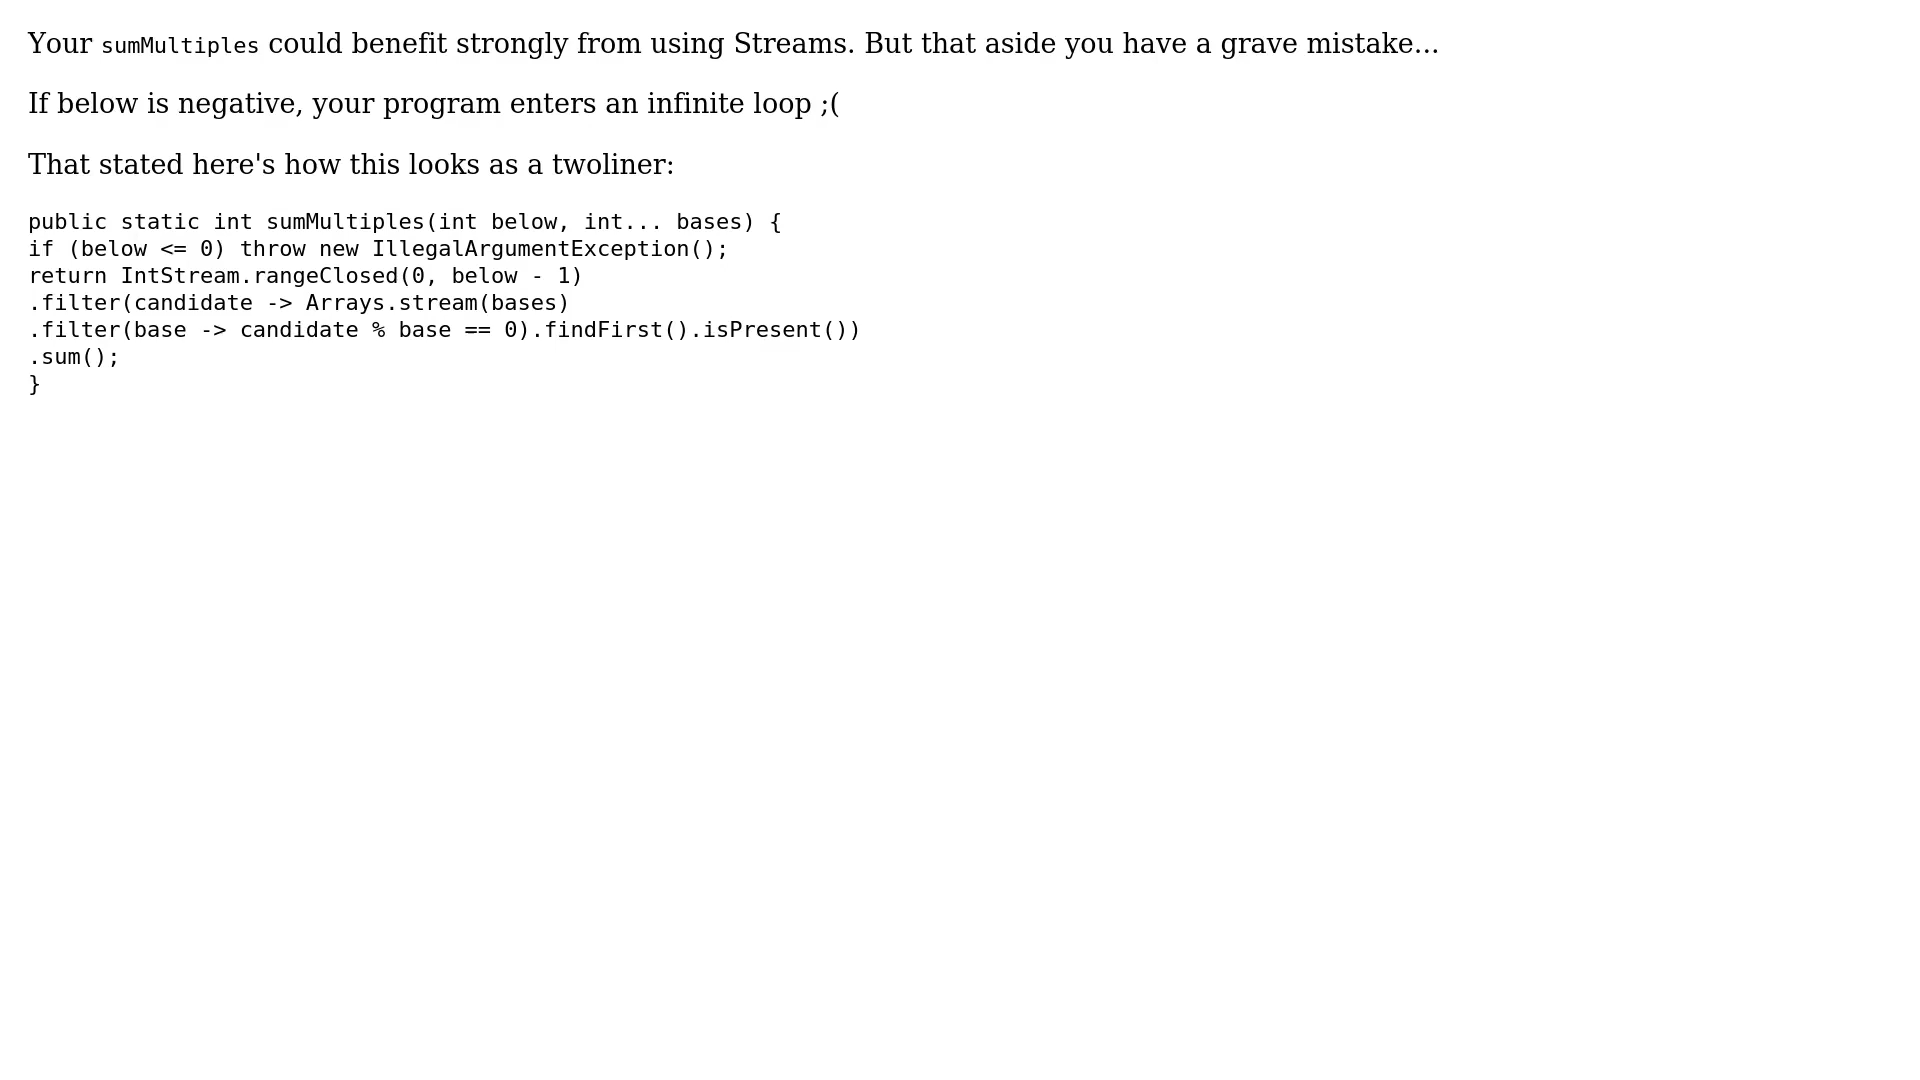 Your sumMultiples could benefit strongly from using Streams. But that aside you have a grave mistake...
If below is negative, your program enters an infinite loop ;(
That stated here's how this looks as a twoliner:
public static int sumMultiples(int below, int... bases) {
if (below <= 0) throw new IllegalArgumentException();
return IntStream.rangeClosed(0, below - 1)
.filter(candidate -> Arrays.stream(bases)
.filter(base -> candidate % base == 0).findFirst().isPresent())
.sum();
}